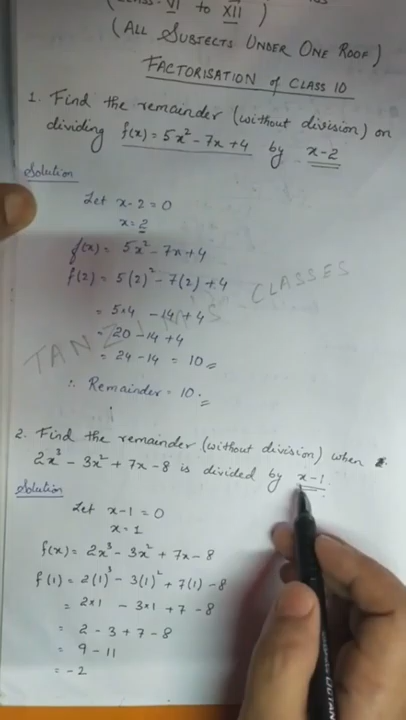 to XII )
(ALL SUBJECTS UNDER ONE ROOF)
FACTORISATION of CLASS 10
1. Find the remainder (without division) on
dividing f(x) = 5x² - 7x + 4 by x-2
Solution
Let x-2=0
x=2
f(x) = 5x² - 7x + 4
f(2) = 5(2)² - 7(2) + 4
= 5×4 - 14 + 4
= 20 - 14 + 4
= 24 - 14 = 10
∴ Remainder = 10
CLASSES
2. Find the remainder (without division) when
2x³ - 3x² + 7x - 8 is divided by x-1.
Solution
Let x-1 = 0
x = 1
f(x) = 2x³ - 3x² + 7x - 8
f(1) = 2(1)³ - 3(1)² + 7(1) - 8
= 2×1 - 3×1 + 7 - 8
= 2 - 3 + 7 - 8
= 9 - 11
= -2